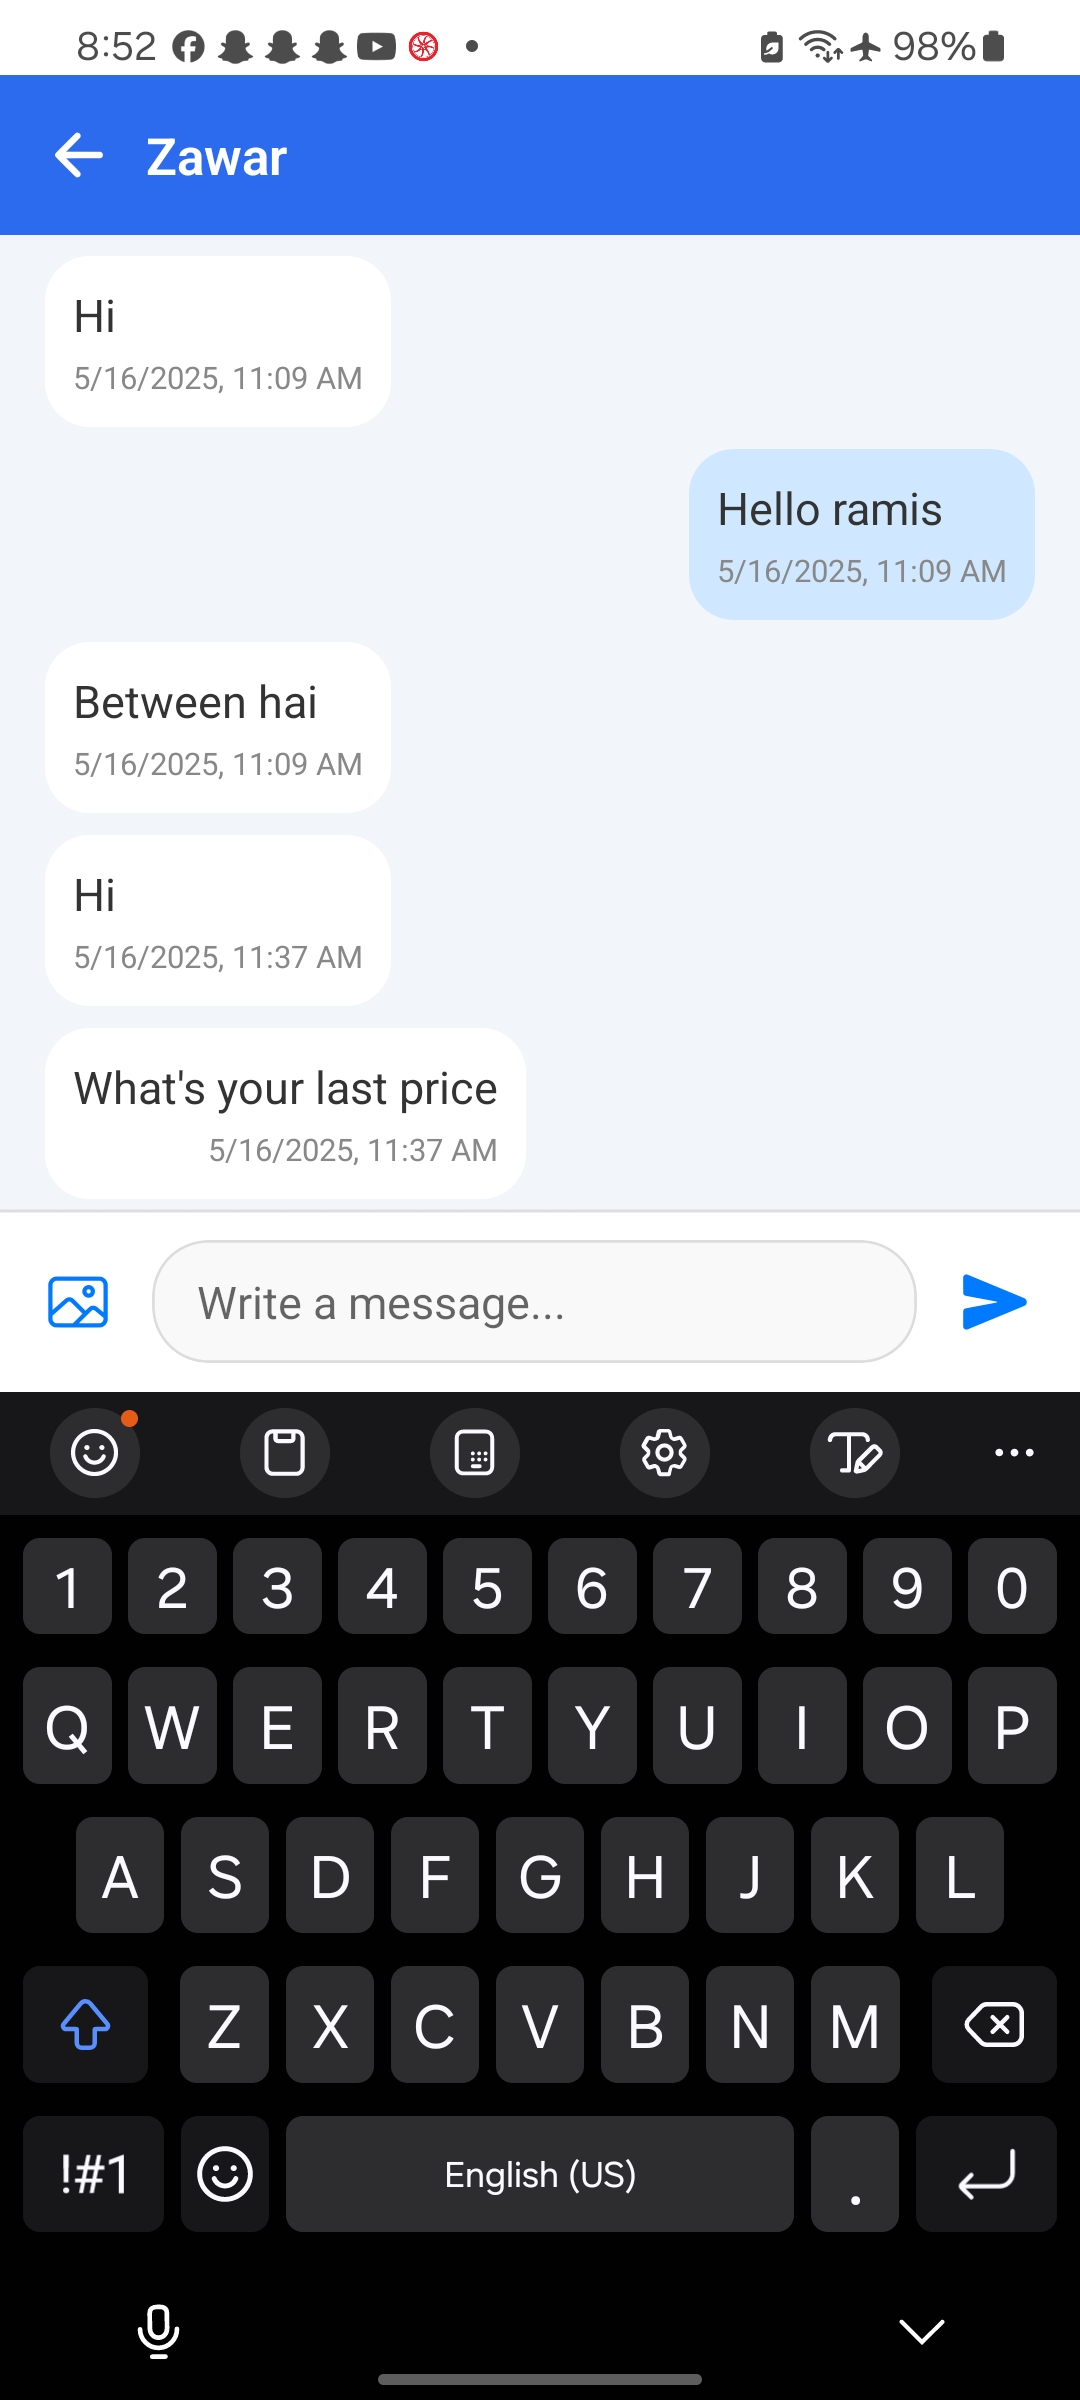 8:52 98%
Zawar
Hi
5/16/2025, 11:09 AM
Hello ramis
5/16/2025, 11:09 AM
Between hai
5/16/2025, 11:09 AM
Hi
5/16/2025, 11:37 AM
What's your last price
5/16/2025, 11:37 AM
Write a message...
1 2 3 4 5 6 7 8 9 0
Q W E R T Y U I O P
A S D F G H J K L
Z X C V B N M
!#1 English (US) .